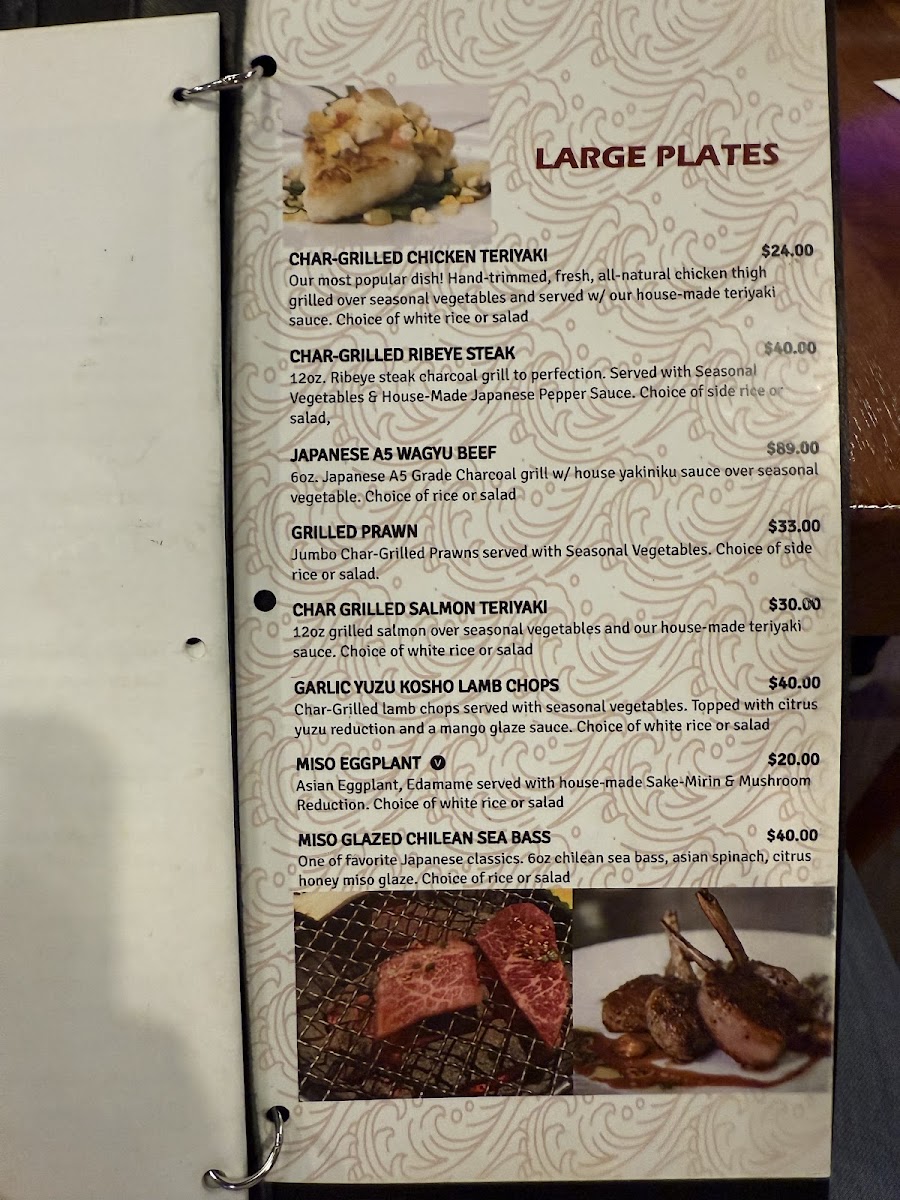 LARGE PLATES
CHAR-GRILLED CHICKEN TERIYAKI $24.00
Our most popular dish! Hand-trimmed, fresh, all-natural chicken thigh
grilled over seasonal vegetables and served w/ our house-made teriyaki
sauce. Choice of white rice or salad
CHAR-GRILLED RIBEYE STEAK $40.00
12oz. Ribeye steak charcoal grill to perfection. Served with Seasonal
Vegetables & House-Made Japanese Pepper Sauce. Choice of side rice or
salad,
JAPANESE A5 WAGYU BEEF $89.00
6oz. Japanese A5 Grade Charcoal grill w/ house yakiniku sauce over seasonal
vegetable. Choice of rice or salad
GRILLED PRAWN $33.00
Jumbo Char-Grilled Prawns served with Seasonal Vegetables. Choice of side
rice or salad.
CHAR GRILLED SALMON TERIYAKI $30.00
12oz grilled salmon over seasonal vegetables and our house-made teriyaki
sauce. Choice of white rice or salad
GARLIC YUZU KOSHO LAMB CHOPS $40.00
Char-Grilled lamb chops served with seasonal vegetables. Topped with citrus
yuzu reduction and a mango glaze sauce. Choice of white rice or salad
MISO EGGPLANT V $20.00
Asian Eggplant, Edamame served with house-made Sake-Mirin & Mushroom
Reduction. Choice of white rice or salad
MISO GLAZED CHILEAN SEA BASS $40.00
One of favorite Japanese classics. 6oz chilean sea bass, asian spinach, citrus
honey miso glaze. Choice of rice or salad